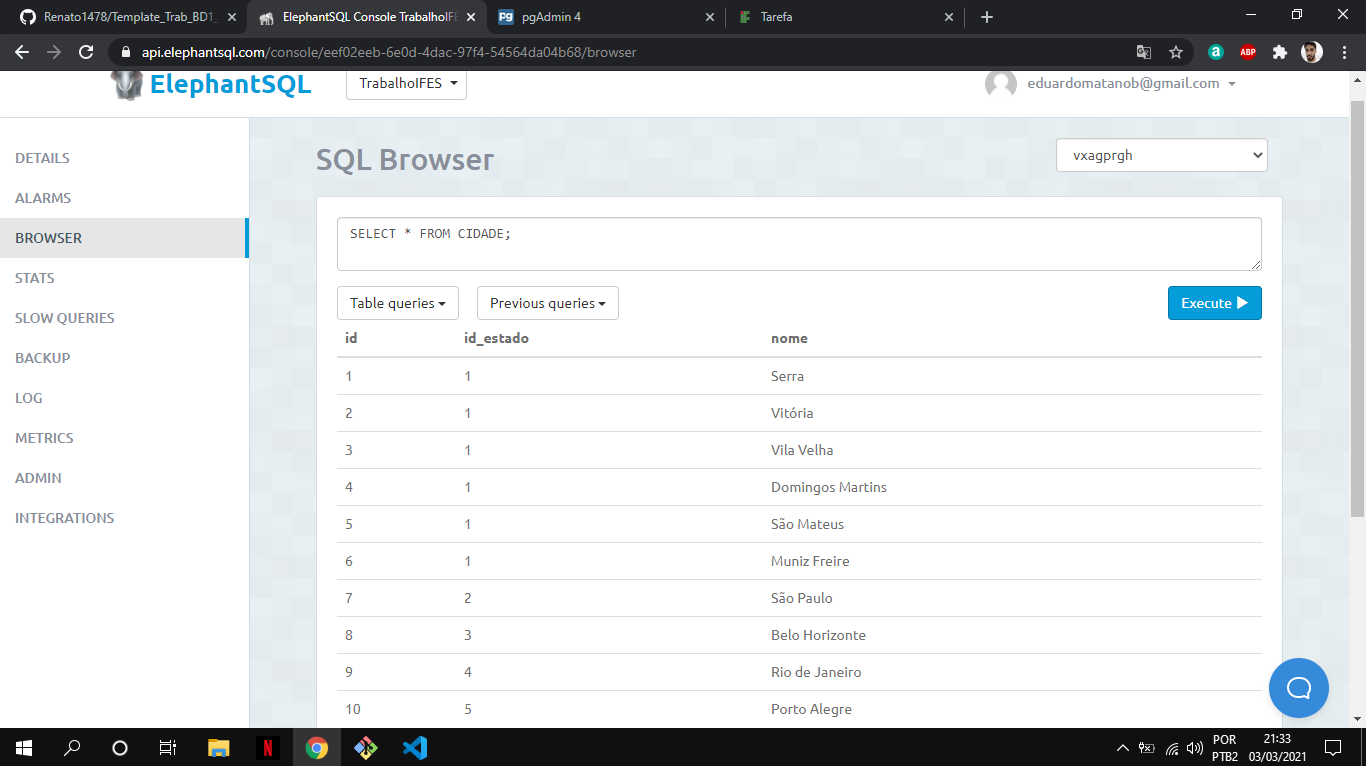 Renato1478/Template_Trab_BD1_
ElephantSQL Console TrabalhoIFE
pgAdmin 4
Tarefa
api.elephantsql.com/console/eef02eeb-6e0d-4dac-97f4-54564da04b68/browser
ElephantSQL
TrabalhoIFES
eduardomatanob@gmail.com
DETAILS
ALARMS
BROWSER
STATS
SLOW QUERIES
BACKUP
LOG
METRICS
ADMIN
INTEGRATIONS
SQL Browser
vxagprgh
SELECT * FROM CIDADE;
Table queries
Previous queries
Execute
id id_estado nome
1 1 Serra
2 1 Vitória
3 1 Vila Velha
4 1 Domingos Martins
5 1 São Mateus
6 1 Muniz Freire
7 2 São Paulo
8 3 Belo Horizonte
9 4 Rio de Janeiro
10 5 Porto Alegre
POR
PTB2
21:33
03/03/2021